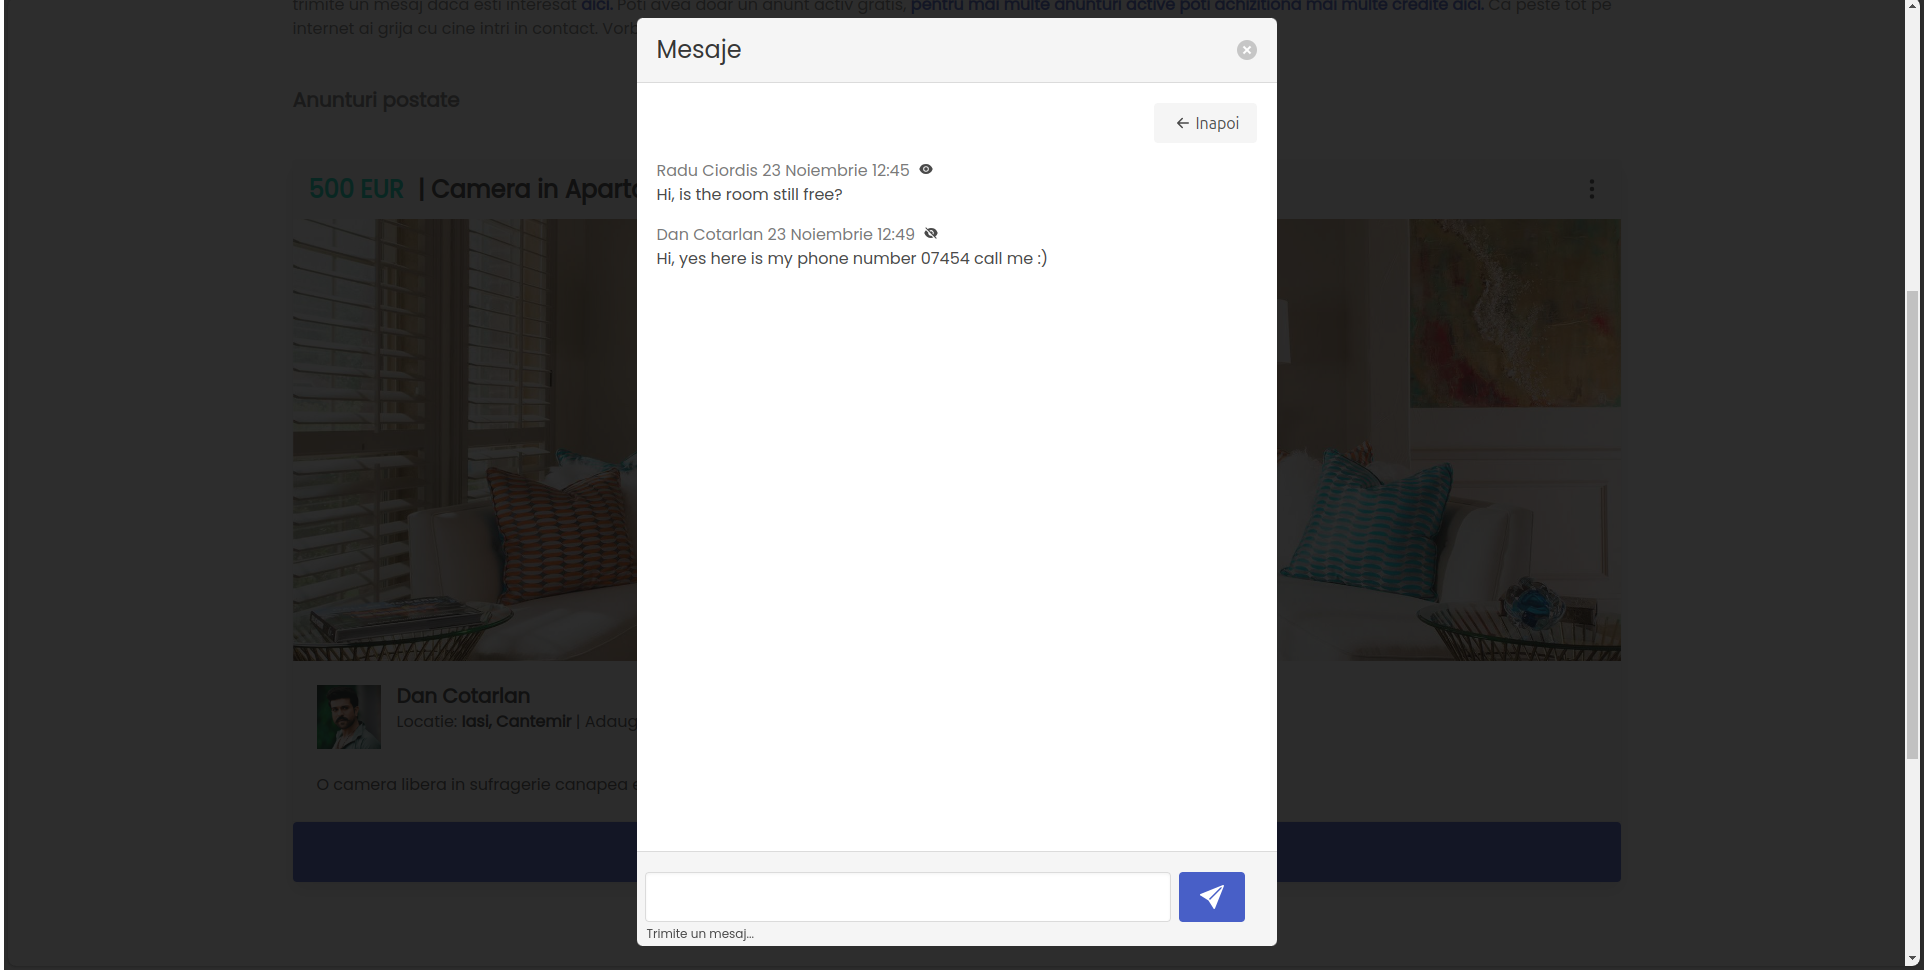 trimite un mesaj daca esti interesat aici. Poti avea doar un anunt activ gratis, pentru mai multe anunturi active poti achizitiona mai multe credite aici. Ca peste tot pe
internet ai grija cu cine intri in contact. Vorb
Mesaje
Anunturi postate
← Inapoi
Radu Ciordis 23 Noiembrie 12:45
Hi, is the room still free?
500 EUR | Camera in Aparta
Dan Cotarlan 23 Noiembrie 12:49
Hi, yes here is my phone number 07454 call me :)
Dan Cotarlan
Locatie: Iasi, Cantemir | Adaug
O camera libera in sufragerie canapea e
Trimite un mesaj...